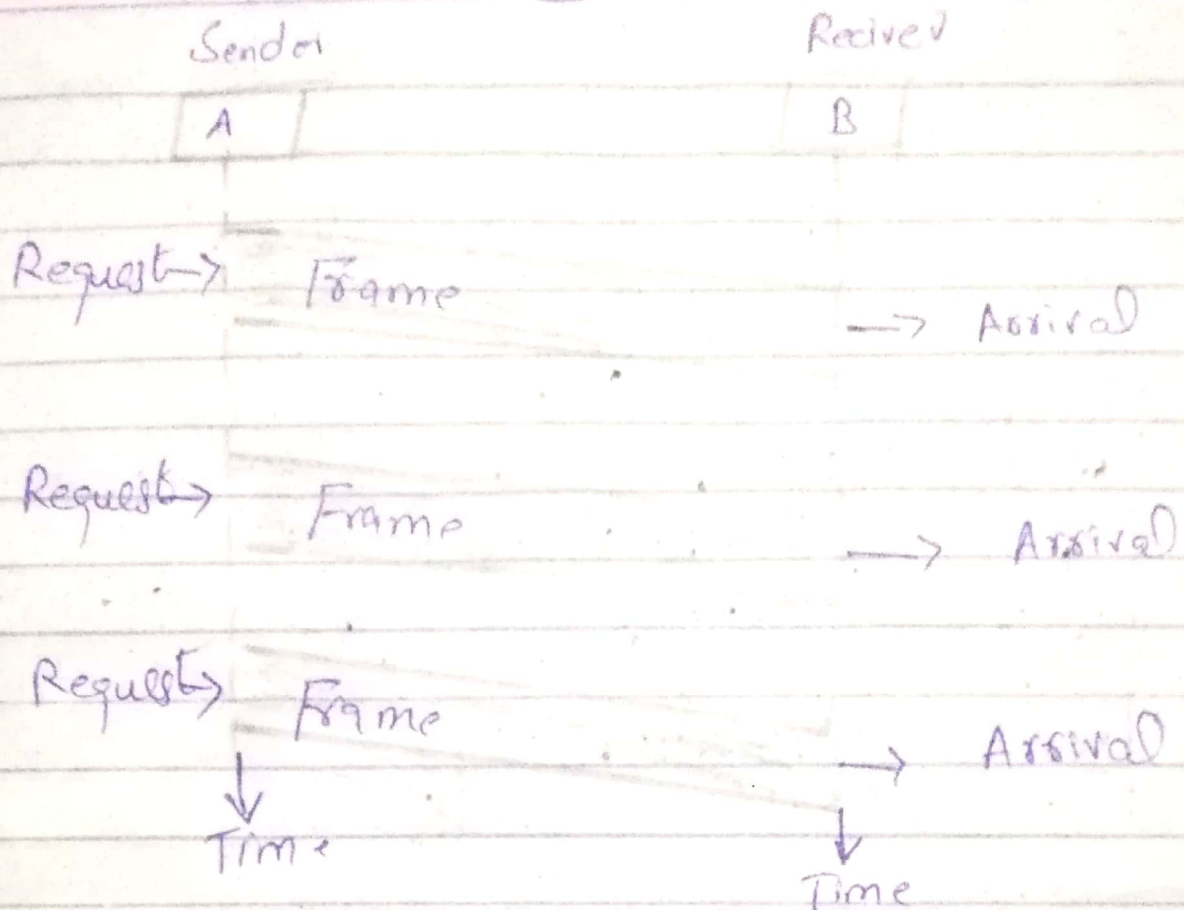 Sender Reciver
A B
Request→ Frame → Arrival
Request→ Frame → Arrival
Request→ Frame → Arrival
Time
Time